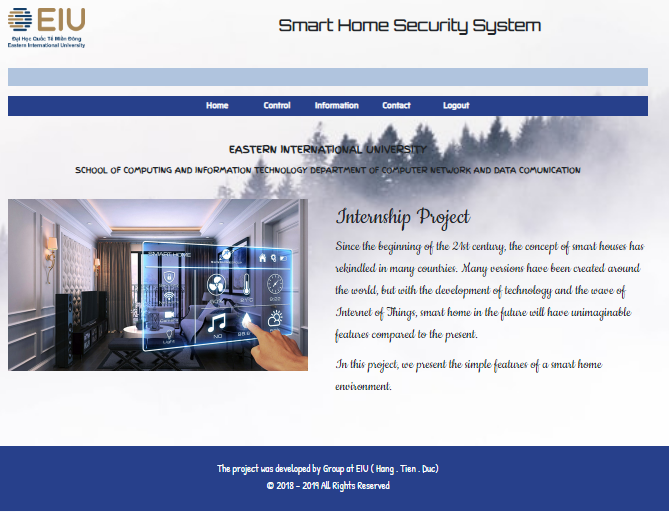 EIU
Đại Học Quốc Tế Miền Đông
Eastern International University
Smart Home Security System
Home Control Information Contact Logout
EASTERN INTERNATIONAL UNIVERSITY
SCHOOL OF COMPUTING AND INFORMATION TECHNOLOGY DEPARTMENT OF COMPUTER NETWORK AND DATA COMUNICATION
SMART HOME
Light
NO
Internship Project
Since the beginning of the 21st century, the concept of smart houses has
rekindled in many countries. Many versions have been created around
the world, but with the development of technology and the wave of
Internet of Things, smart home in the future will have unimaginable
features compared to the present.
In this project, we present the simple features of a smart home
environment.
The project was developed by Group at EIU ( Hang . Tien . Duc)
© 2018 - 2019 All Rights Reserved